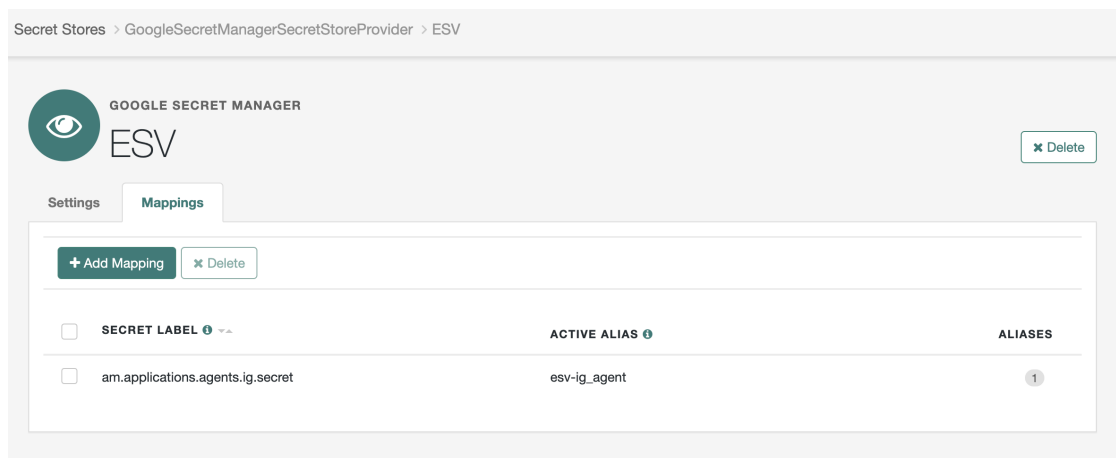 Secret Stores > GoogleSecretManagerSecretStoreProvider > ESV
GOOGLE SECRET MANAGER
ESV
Delete
Settings Mappings
+ Add Mapping Delete
SECRET LABEL ACTIVE ALIAS ALIASES
am.applications.agents.ig.secret esv-ig_agent 1